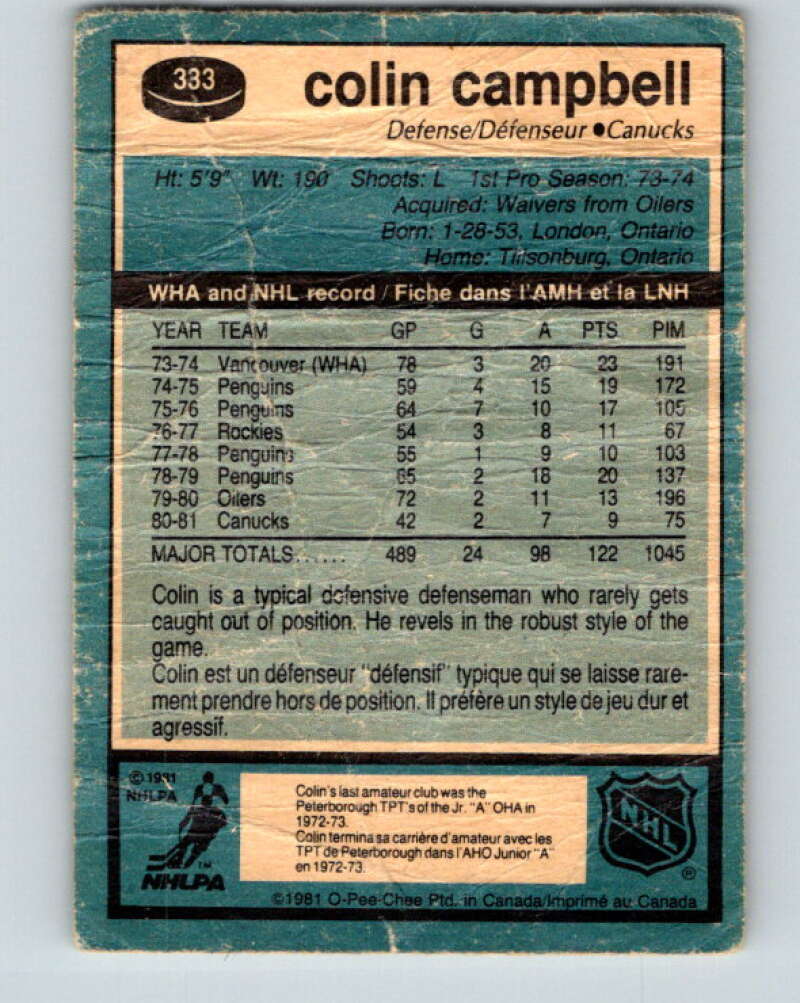 333
colin campbell
Defense/Défenseur ●Canucks
Ht: 5'9" Wt: 190 Shoots: L 1st Pro Season: 73-74
Acquired: Waivers from Oilers
Born: 1-28-53, London, Ontario
Home: Tillsonburg, Ontario
WHA and NHL record / Fiche dans l'AMH et la LNH
YEAR TEAM GP G A PTS PIM
73-74 Vancouver (WHA) 78 3 20 23 191
74-75 Penguins 59 4 15 19 172
75-76 Penguins 64 7 10 17 105
76-77 Rockies 54 3 8 11 67
77-78 Penguins 55 1 9 10 103
78-79 Penguins 65 2 18 20 137
79-80 Oilers 72 2 11 13 196
80-81 Canucks 42 2 7 9 75
MAJOR TOTALS...... 489 24 98 122 1045
Colin is a typical defensive defenseman who rarely gets
caught out of position. He revels in the robust style of the
game.
Colin est un défenseur "défensif" typique qui se laisse rare-
ment prendre hors de position. Il préfère un style de jeu dur et
agressif.
© 1981
NHLPA
Colin's last amateur club was the
Peterborough TPT's of the Jr. "A" OHA in
1972-73.
Colin termina sa carrière d'amateur avec les
TPT de Peterborough dans l'AHO Junior "A"
en 1972-73.
NHL
®
TM
NHLPA
©1981 O-Pee-Chee Ptd. in Canada/Imprimé au Canada